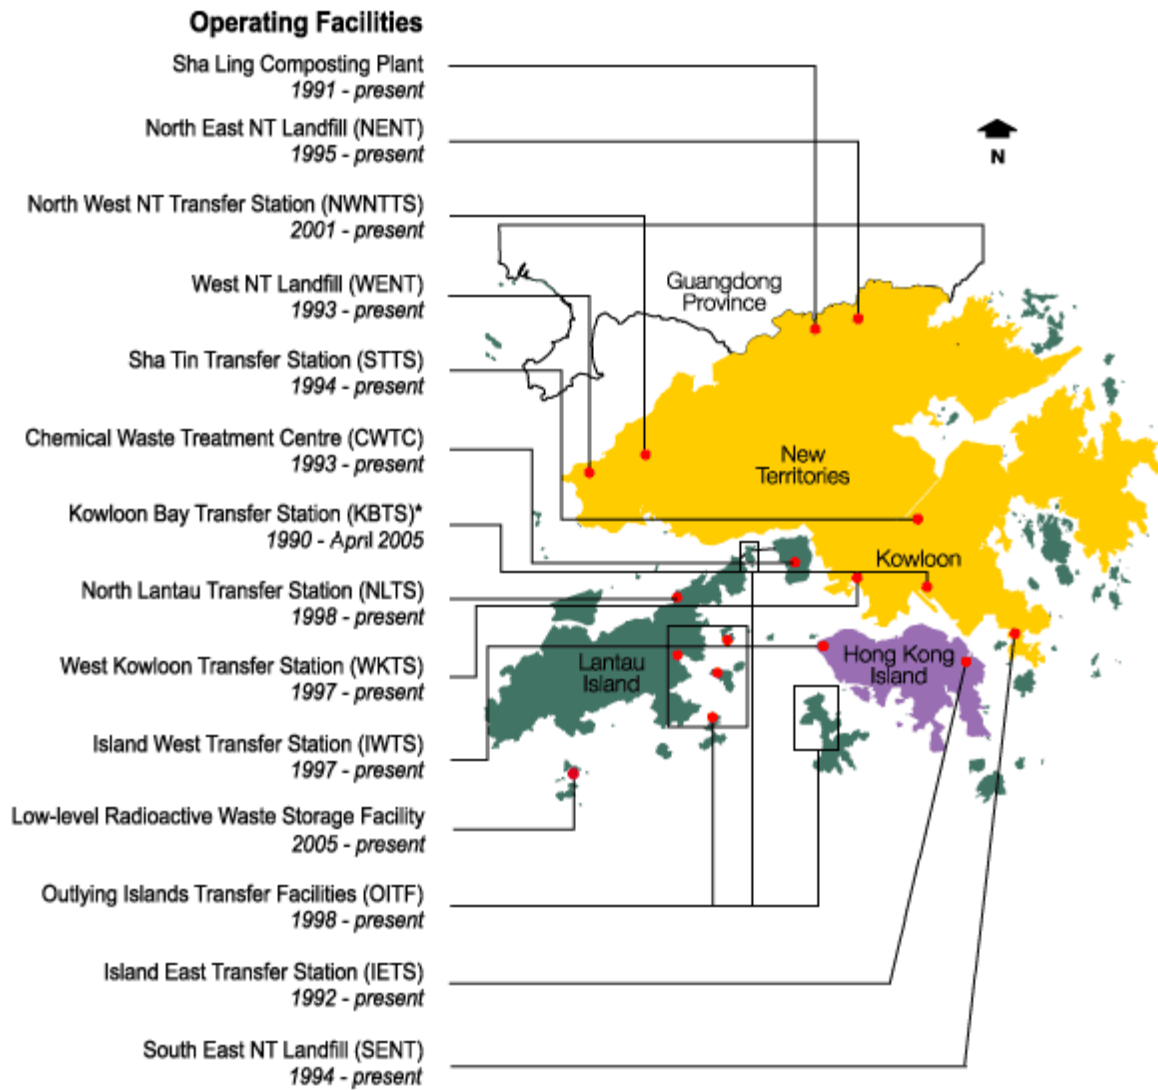 Operating Facilities
Sha Ling Composting Plant
1991 - present
North East NT Landfill (NENT)
1995 - present
N
North West NT Transfer Station (NWNTTS)
2001 - present
West NT Landfill (WENT)
1993 - present
Guangdong
Province
Sha Tin Transfer Station (STTS)
1994 - present
Chemical Waste Treatment Centre (CWTC)
1993 - present
New
Territories
Kowloon Bay Transfer Station (KBTS)*
1990 - April 2005
Kowloon
North Lantau Transfer Station (NLTS)
1998 - present
West Kowloon Transfer Station (WKTS)
1997 - present
Lantau
Island
Hong Kong
Island
Island West Transfer Station (IWTS)
1997 - present
Low-level Radioactive Waste Storage Facility
2005 - present
Outlying Islands Transfer Facilities (OITF)
1998 - present
Island East Transfer Station (IETS)
1992 - present
South East NT Landfill (SENT)
1994 - present